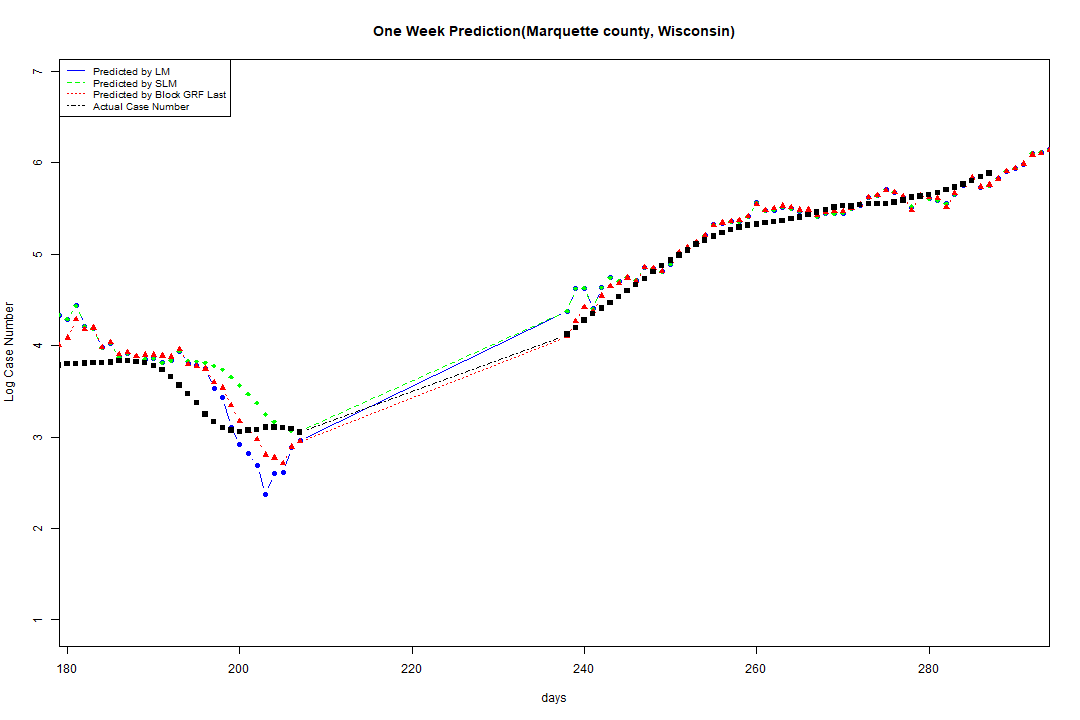 One Week Prediction(Marquette county, Wisconsin)
Predicted by LM
Predicted by SLM
Predicted by Block GRF Last
Actual Case Number
7
6
5
4
3
2
1
Log Case Number
180 200 220 240 260 280
days